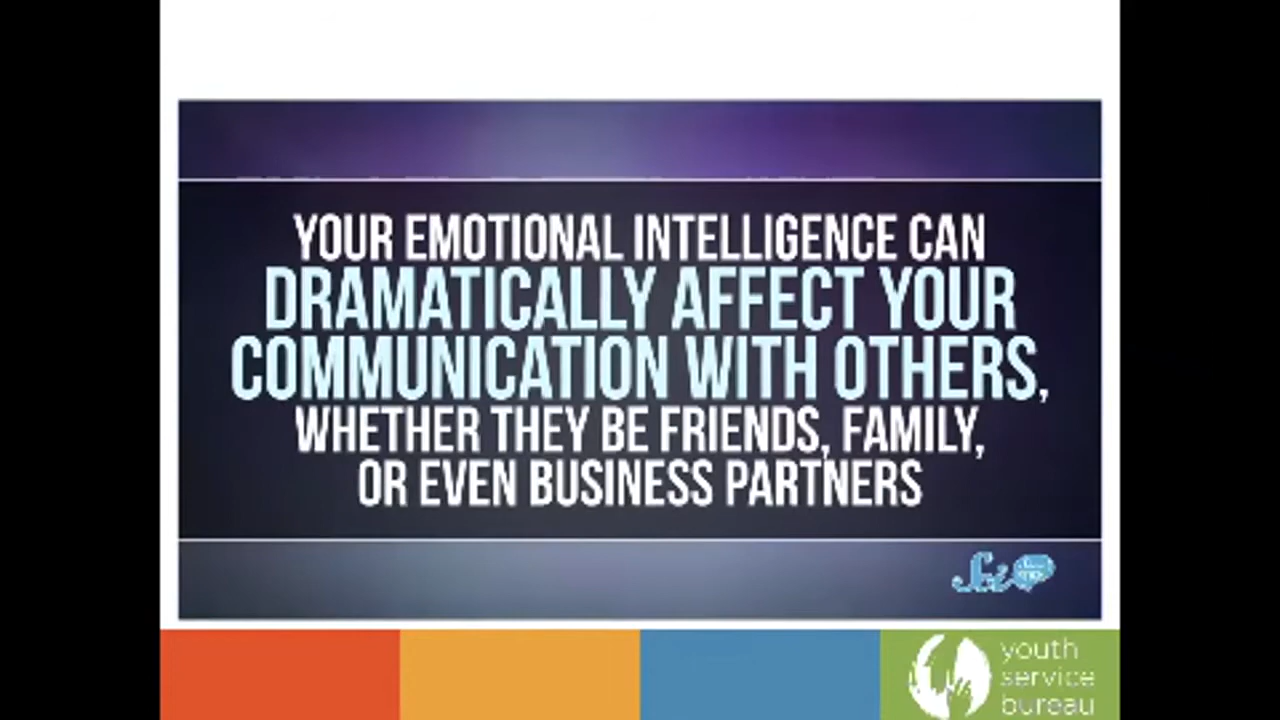 YOUR EMOTIONAL INTELLIGENCE CAN
DRAMATICALLY AFFECT YOUR
COMMUNICATION WITH OTHERS,
WHETHER THEY BE FRIENDS, FAMILY,
OR EVEN BUSINESS PARTNERS
youth
service
bureau